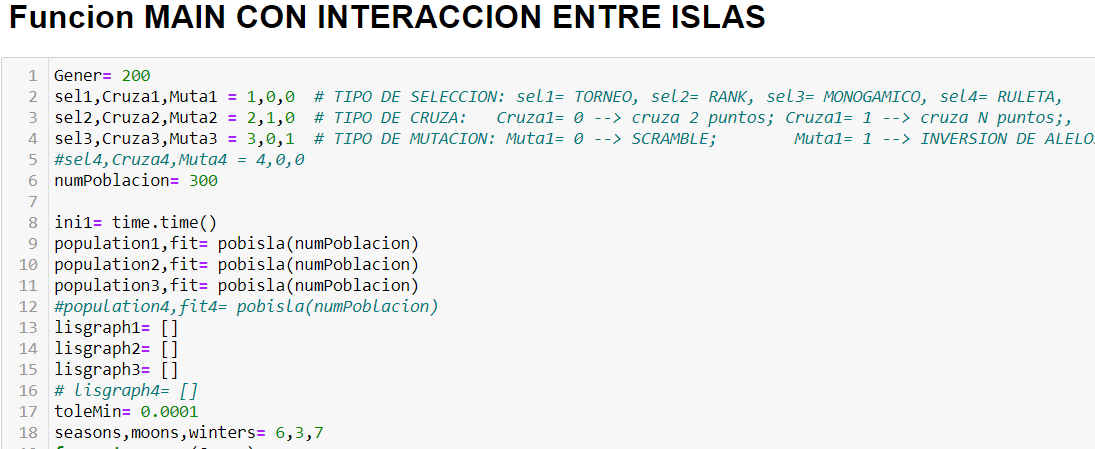 Funcion MAIN CON INTERACCION ENTRE ISLAS
1 Gener= 200
2 sel1,Cruza1,Muta1 = 1,0,0  # TIPO DE SELECCION: sel1= TORNEO, sel2= RANK, sel3= MONOGAMICO, sel4= RULETA,
3 sel2,Cruza2,Muta2 = 2,1,0  # TIPO DE CRUZA:   Cruza1= 0 --> cruza 2 puntos; Cruza1= 1 --> cruza N puntos;,
4 sel3,Cruza3,Muta3 = 3,0,1  # TIPO DE MUTACION: Muta1= 0 --> SCRAMBLE;        Muta1= 1 --> INVERSION DE ALELO
5 #sel4,Cruza4,Muta4 = 4,0,0
6 numPoblacion= 300
7
8 ini1= time.time()
9 population1,fit= pobisla(numPoblacion)
10 population2,fit= pobisla(numPoblacion)
11 population3,fit= pobisla(numPoblacion)
12 #population4,fit4= pobisla(numPoblacion)
13 lisgraph1= []
14 lisgraph2= []
15 lisgraph3= []
16 # lisgraph4= []
17 toleMin= 0.0001
18 seasons,moons,winters= 6,3,7